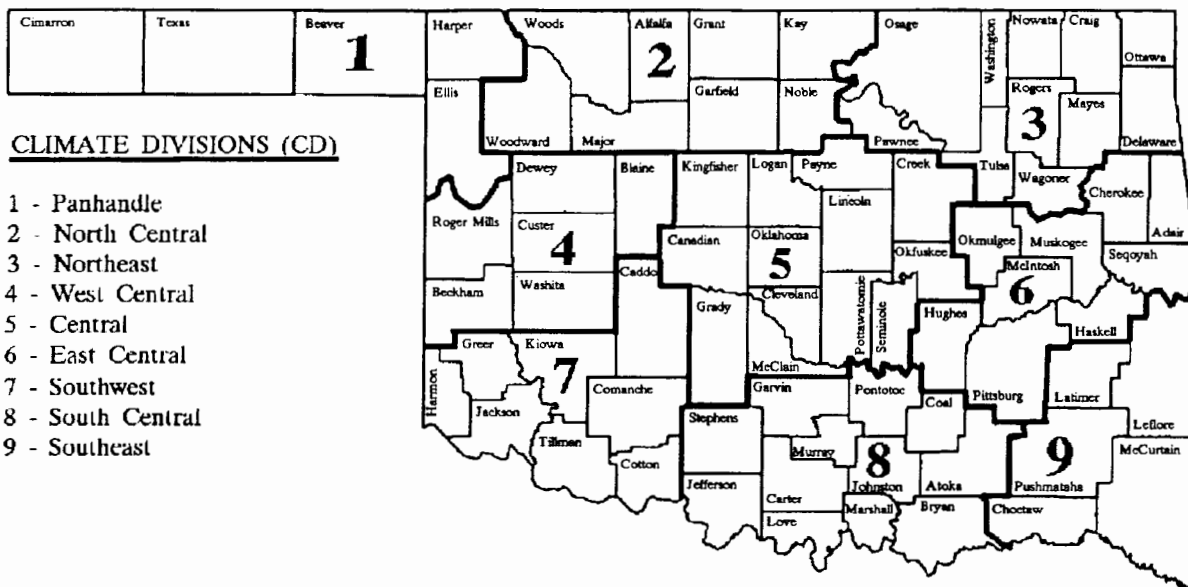 Cimarron Texas Beaver Harper Woods Alfalfa Grant Kay Osage Washington Nowata Craig
Ottawa
1 2
Ellis Garfield Noble Rogers
Mayes
3
CLIMATE DIVISIONS (CD)
Woodward Major Pawnee Delaware
Dewey Blaine Kingfisher Logan Payne Creek Tulsa Wagoner
Cherokee
1 - Panhandle
2 - North Central
3 - Northeast
4 - West Central
5 - Central
6 - East Central
7 - Southwest
8 - South Central
9 - Southeast
Lincoln
Roger Mills Custer Canadian Oklahoma Okmulgee Muskogee Adair
4 5
Okfuskee Seqoyah
Caddo McIntosh
Beckham Washita Cleveland 6
Grady Pottawatomie Seminole Hughes
Haskell
Greer Kiowa
7 McClain
Harmon Comanche Garvin Pontotoc Coal Pittsburg Latimer
Jackson Stephens Leflore
Tillman Murray McCurtain
Cotton 8 9
Jefferson Johnston Atoka Pushmatsha
Carter Marshall Bryan Choctaw
Love